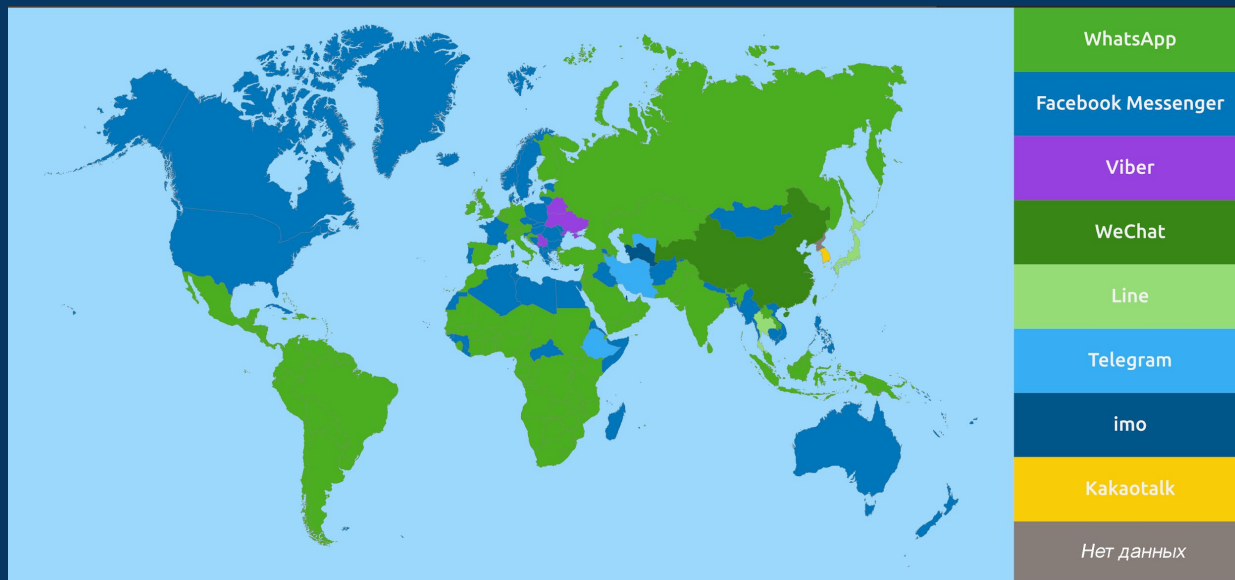 WhatsApp
Facebook Messenger
Viber
WeChat
Line
Telegram
imo
Kakaotalk
Нет данных